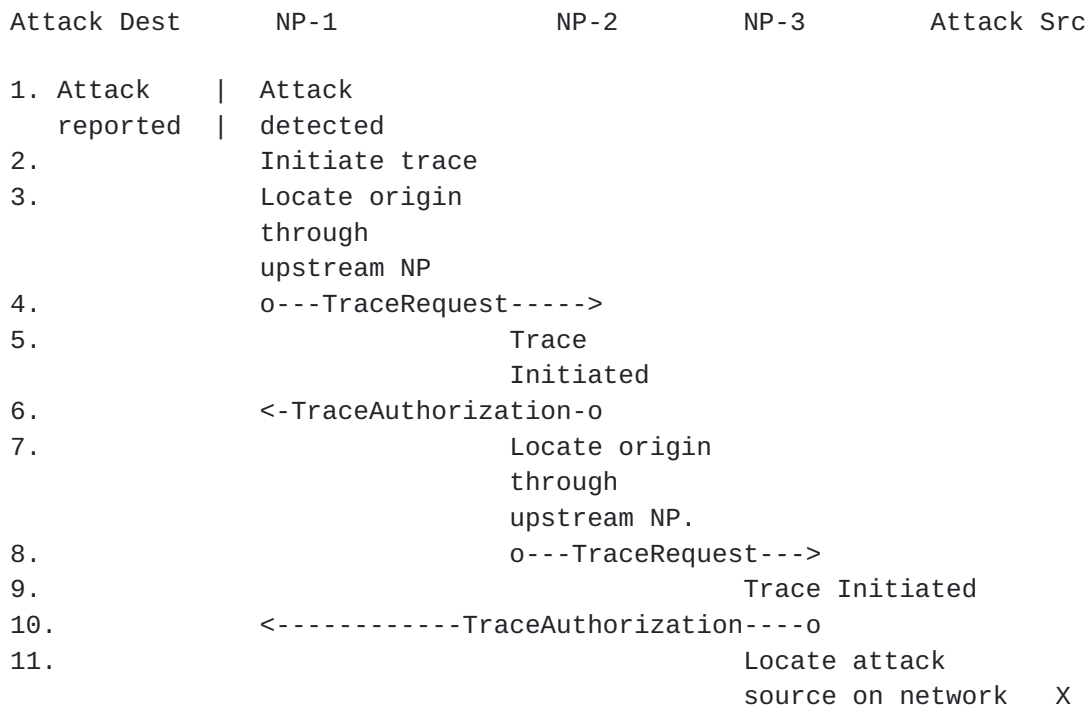 Attack Dest      NP-1              NP-2        NP-3        Attack Src
1. Attack    |  Attack
   reported  |  detected
2.              Initiate trace
3.              Locate origin
                through
                upstream NP
4.              o---TraceRequest----->
5.                              Trace
                                Initiated
6.              <-TraceAuthorization-o
7.                              Locate origin
                                through
                                upstream NP.
8.                              o---TraceRequest--->
9.                                             Trace Initiated
10.             <------------TraceAuthorization----o
11.                                            Locate attack
                                               source on network   X